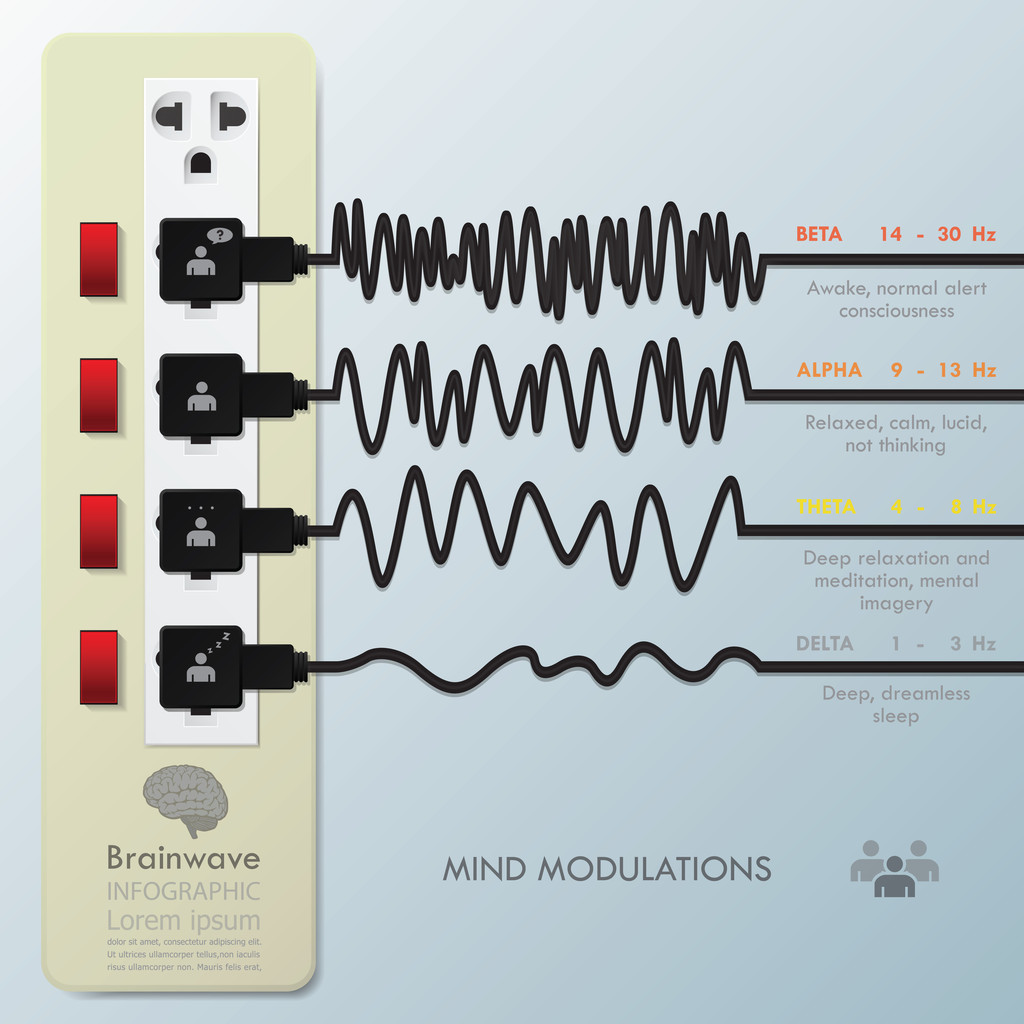 ?
BETA 14 - 30 Hz
Awake, normal alert
consciousness
ALPHA 9 - 13 Hz
Relaxed, calm, lucid,
not thinking
THETA 4 - 8 Hz
Deep relaxation and
meditation, mental
imagery
z z Z
DELTA 1 - 3 Hz
Deep, dreamless
sleep
Brainwave
INFOGRAPHIC
Lorem ipsum
dolor sit amet, consectetur adipiscing elit.
Ut ultrices ullamcorper tellus,non iaculis
risus ullamcorper non. Mauris felis erat,
MIND MODULATIONS